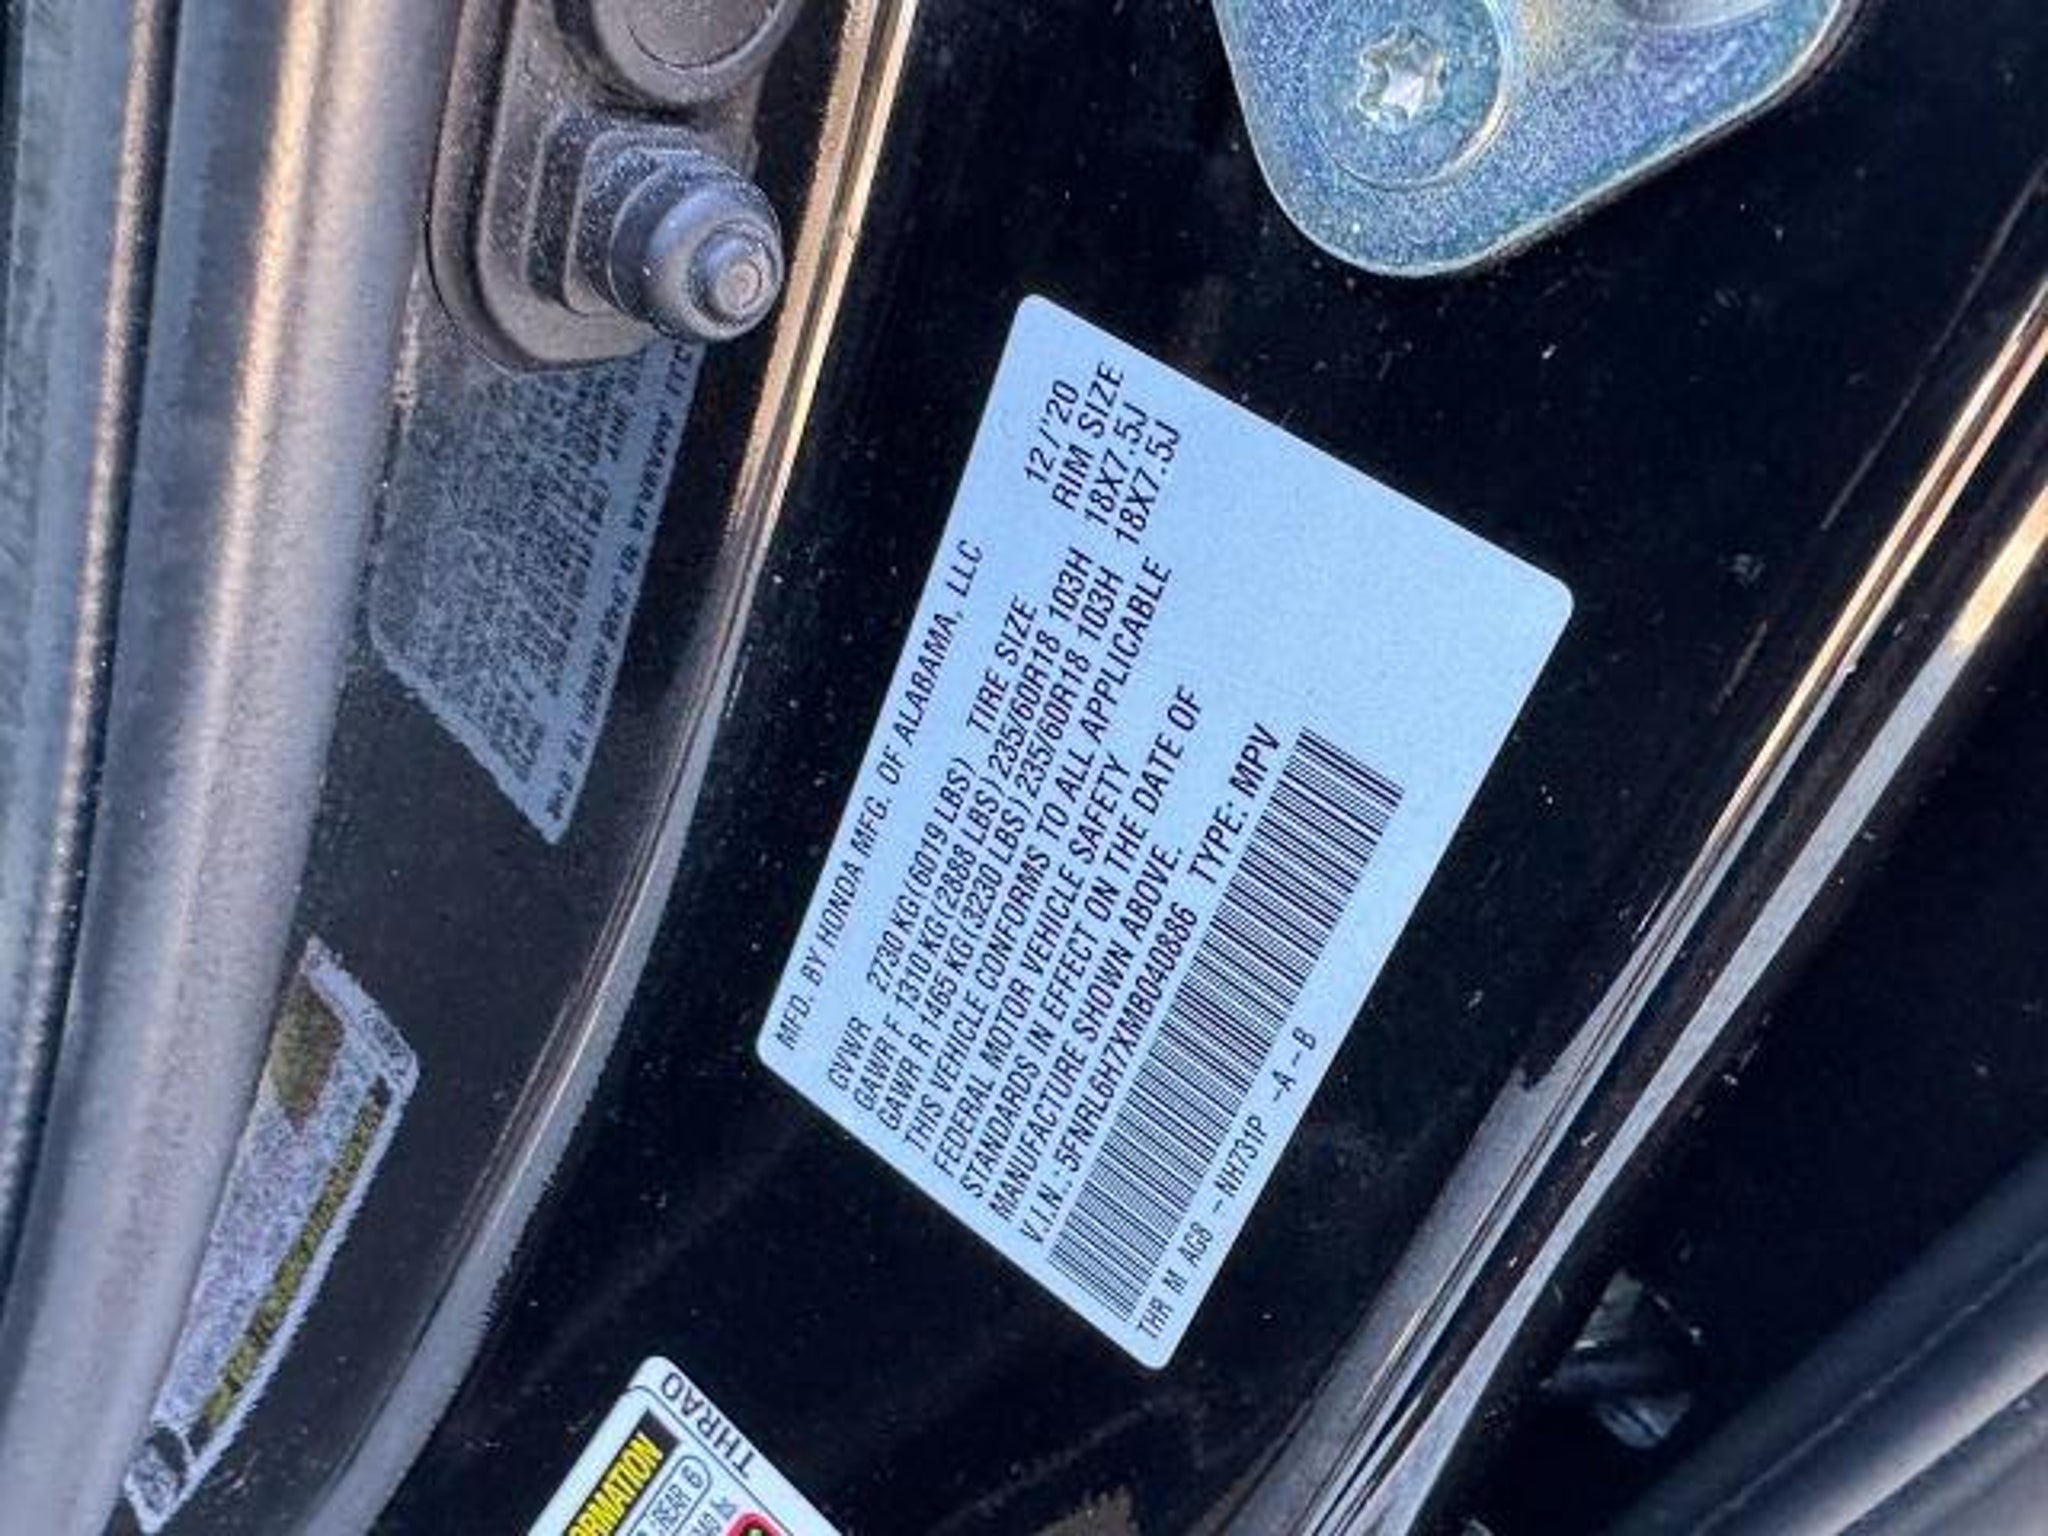 MFD. BY HONDA MFG. OF ALABAMA, LLC 12/'20
GVWR 2730 KG(6019 LBS) TIRE SIZE RIM SIZE
GAWR F 1310 KG(2888 LBS) 235/60R18 103H 18X7.5J
GAWR R 1465 KG(3230 LBS) 235/60R18 103H 18X7.5J
THIS VEHICLE CONFORMS TO ALL APPLICABLE
FEDERAL MOTOR VEHICLE SAFETY
STANDARDS IN EFFECT ON THE DATE OF
MANUFACTURE SHOWN ABOVE.
V.I.N.:5FNRL6H7XMB040886 TYPE: MPV
THR M AG8 -NH731P -A-B
THRAO
REAR 6